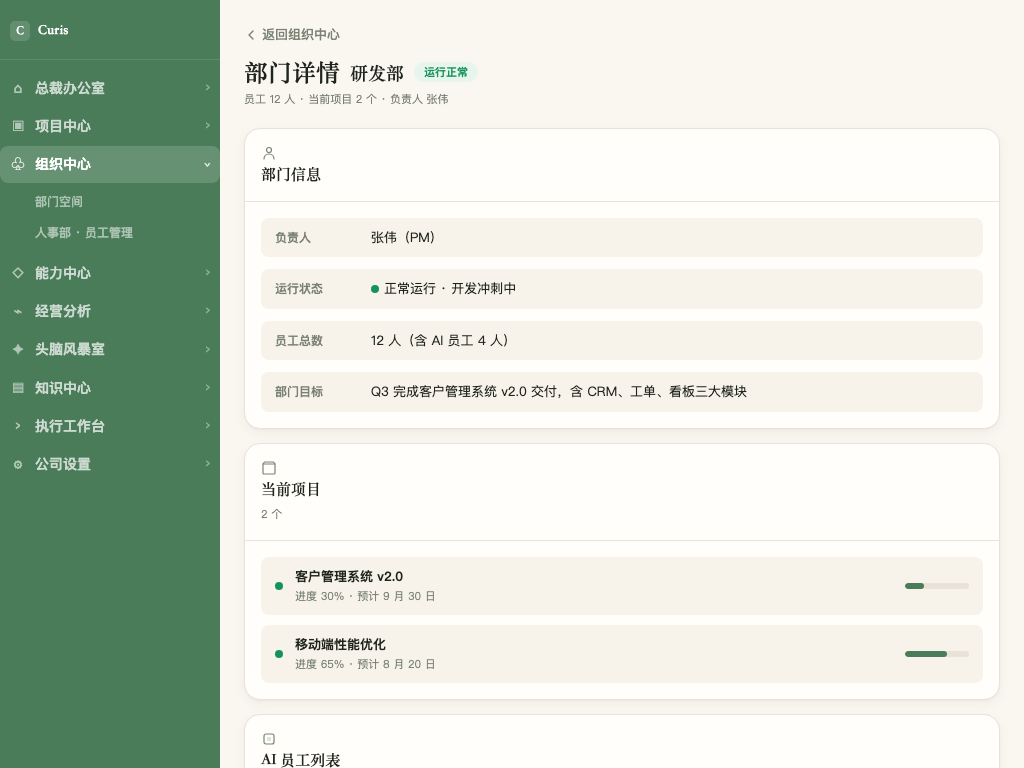 C Curis
总裁办公室
项目中心
组织中心
部门空间
人事部 · 员工管理
能力中心
经营分析
头脑风暴室
知识中心
执行工作台
公司设置
返回组织中心
部门详情 研发部 运行正常
员工 12 人 · 当前项目 2 个 · 负责人 张伟
部门信息
负责人 张伟（PM）
运行状态 正常运行 · 开发冲刺中
员工总数 12 人（含 AI 员工 4 人）
部门目标 Q3 完成客户管理系统 v2.0 交付，含 CRM、工单、看板三大模块
当前项目
2 个
客户管理系统 v2.0
进度 30% · 预计 9 月 30 日
移动端性能优化
进度 65% · 预计 8 月 20 日
AI 员工列表